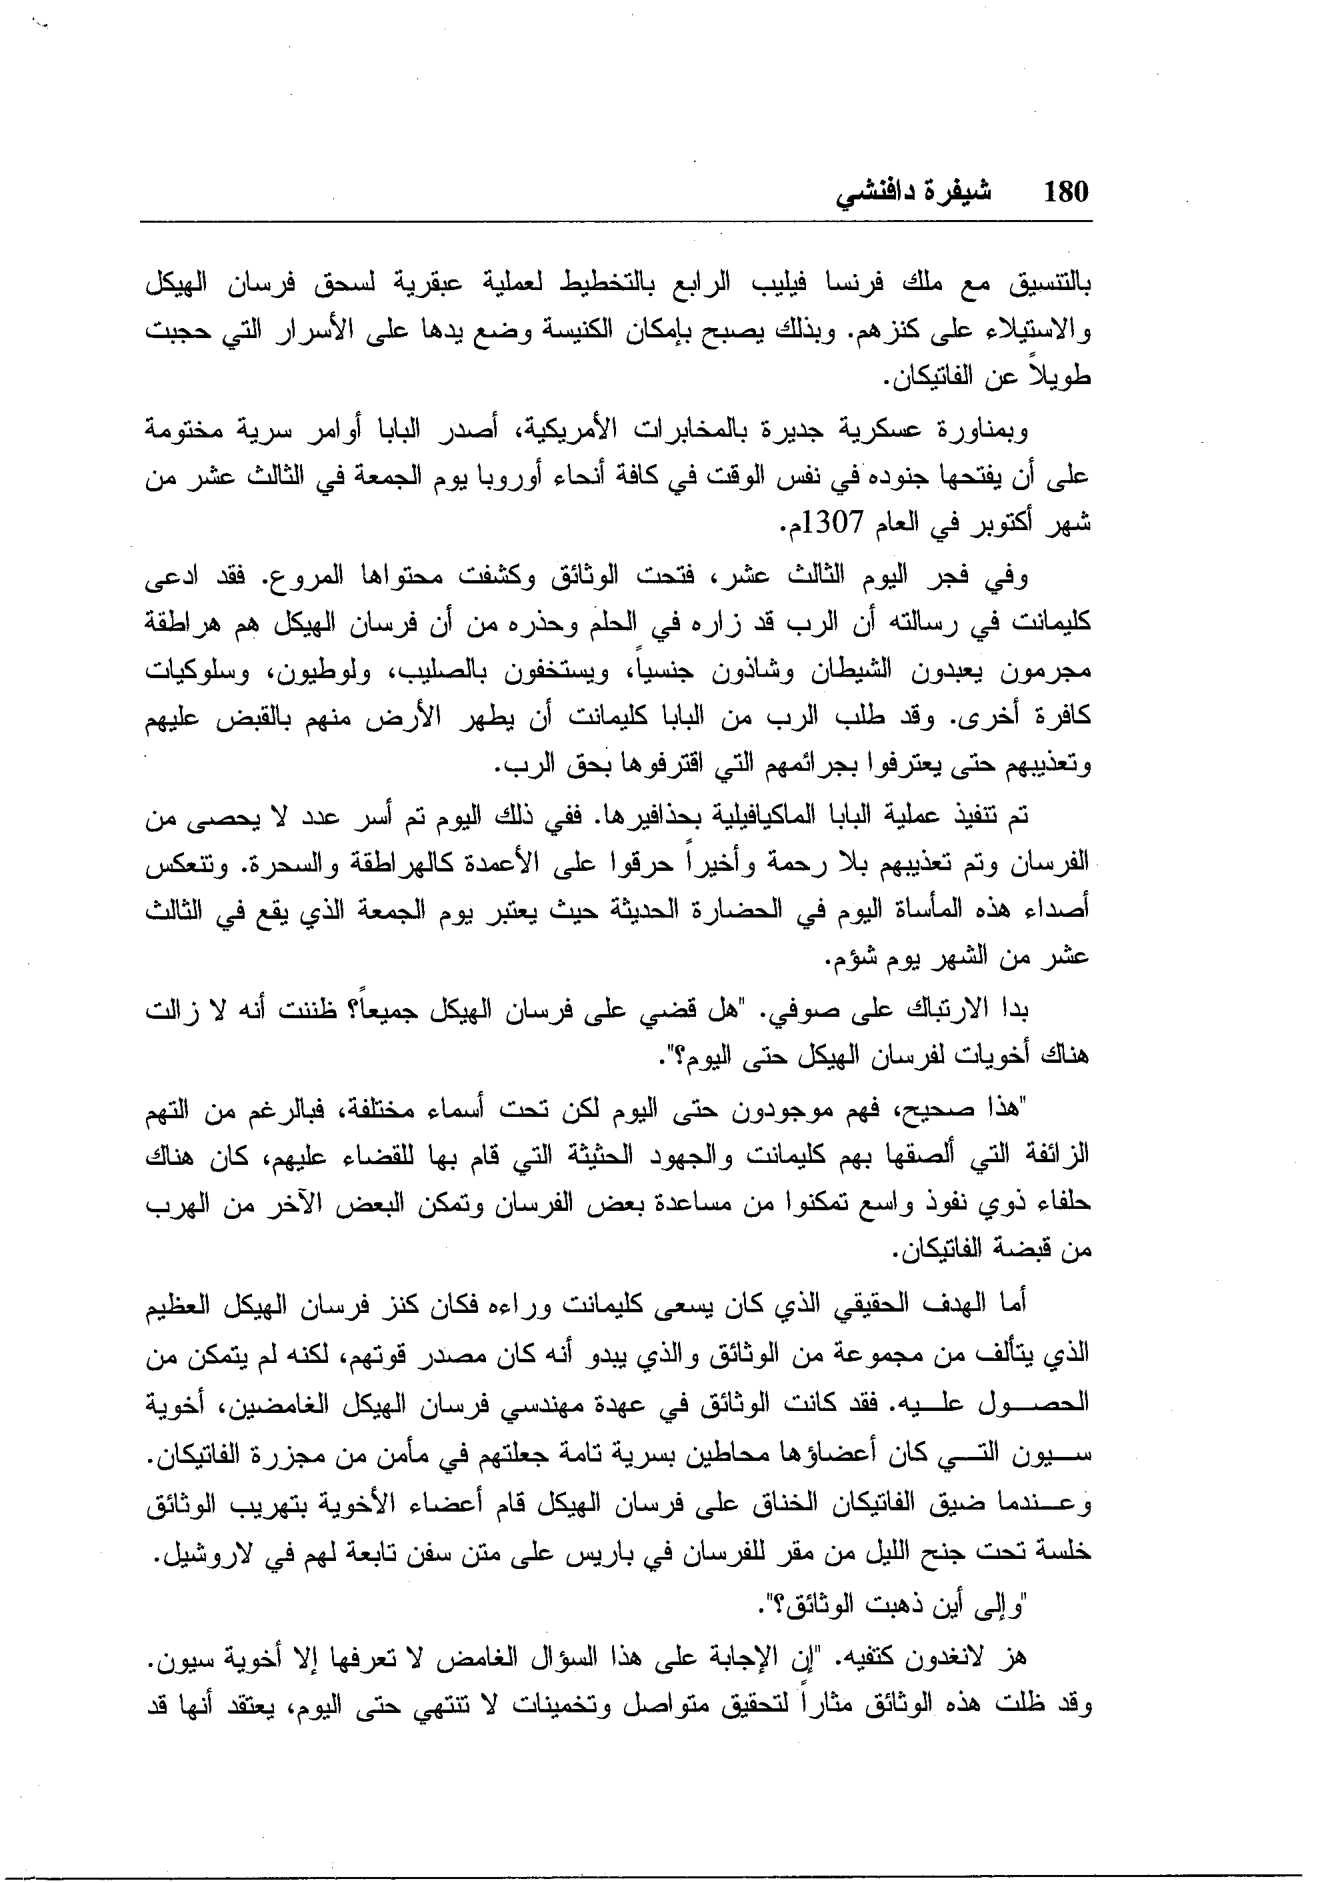 180 شيفرة دافنشي
بالتنسيق مع ملك فرنسا فيليب الرابع بالتخطيط لعملية عبقرية لسحق فرسان الهيكل
والاستيلاء على كنزهم. وبذلك يصبح بإمكان الكنيسة وضع يدها على الأسرار التي حجبت
طويلاً عن الفاتيكان.
وبمناورة عسكرية جديرة بالمخابرات الأمريكية، أصدر البابا أوامر سرية مختومة
على أن يفتحها جنوده في نفس الوقت في كافة أنحاء أوروبا يوم الجمعة في الثالث عشر من
شهر أكتوبر في العام 1307م.
وفي فجر اليوم الثالث عشر، فتحت الوثائق وكشفت محتواها المروع. فقد ادعى
كليمانت في رسالته أن الرب قد زاره في الحلم وحذره من أن فرسان الهيكل هم هراطقة
مجرمون يعبدون الشيطان وشاذون جنسياً، ويستخفون بالصليب، ولوطيون، وسلوكيات
كافرة أخرى. وقد طلب الرب من البابا كليمانت أن يطهر الأرض منهم بالقبض عليهم
وتعذيبهم حتى يعترفوا بجرائمهم التي اقترفوها بحق الرب.
تم تنفيذ عملية البابا الماكيافيلية بحذافيرها. ففي ذلك اليوم تم أسر عدد لا يحصى من
الفرسان وتم تعذيبهم بلا رحمة وأخيراً حرقوا على الأعمدة كالهراطقة والسحرة. وتنعكس
أصداء هذه المأساة اليوم في الحضارة الحديثة حيث يعتبر يوم الجمعة الذي يقع في الثالث
عشر من الشهر يوم شؤم.
بدا الارتباك على صوفي. "هل قضي على فرسان الهيكل جميعاً؟ ظننت أنه لا زالت
هناك أخويات لفرسان الهيكل حتى اليوم؟".
"هذا صحيح، فهم موجودون حتى اليوم لكن تحت أسماء مختلفة، فبالرغم من التهم
الزائفة التي ألصقها بهم كليمانت والجهود الحثيثة التي قام بها للقضاء عليهم، كان هناك
حلفاء ذوي نفوذ واسع تمكنوا من مساعدة بعض الفرسان وتمكن البعض الآخر من الهرب
من قبضة الفاتيكان.
أما الهدف الحقيقي الذي كان يسعى كليمانت وراءه فكان كنز فرسان الهيكل العظيم
الذي يتألف من مجموعة من الوثائق والذي يبدو أنه كان مصدر قوتهم، لكنه لم يتمكن من
الحصــول علــيه. فقد كانت الوثائق في عهدة مهندسي فرسان الهيكل الغامضين، أخوية
ســيون التــي كان أعضاؤها محاطين بسرية تامة جعلتهم في مأمن من مجزرة الفاتيكان.
وعــندما ضيق الفاتيكان الخناق على فرسان الهيكل قام أعضاء الأخوية بتهريب الوثائق
خلسة تحت جنح الليل من مقر للفرسان في باريس على متن سفن تابعة لهم في لاروشيل.
"وإلى أين ذهبت الوثائق؟".
هز لانغدون كتفيه. "إن الإجابة على هذا السؤال الغامض لا تعرفها إلا أخوية سيون.
وقد ظلت هذه الوثائق مثاراً لتحقيق متواصل وتخمينات لا تنتهي حتى اليوم، يعتقد أنها قد